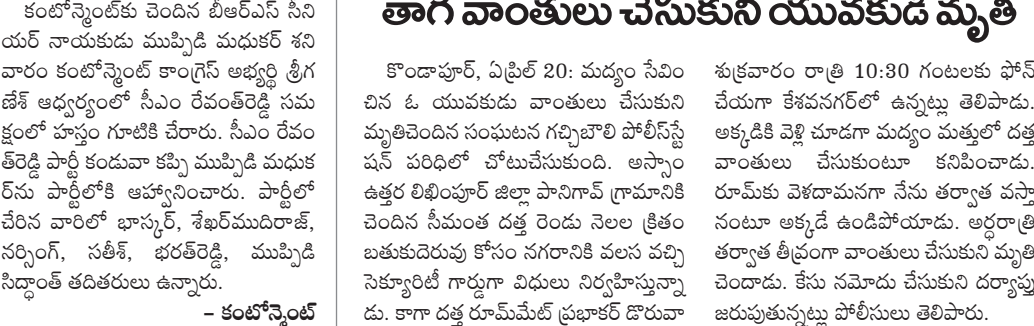 కంటోన్మెంట్‌కు చెందిన బీఆర్ఎస్ సీని
యర్ నాయకుడు ముప్పిడి మధుకర్ శని
వారం కంటోన్మెంట్ కాంగ్రెస్ అభ్యర్థి శ్రీగ
ణేశ్ ఆధ్వర్యంలో సీఎం రేవంత్‌రెడ్డి సమ
క్షంలో హస్తం గూటికి చేరారు. సీఎం రేవం
త్‌రెడ్డి పార్టీ కండువా కప్పి ముప్పిడి మధుక
ర్‌ను పార్టీలోకి ఆహ్వానించారు. పార్టీలో
చేరిన వారిలో భాస్కర్, శేఖర్‌ముదిరాజ్,
నర్సింగ్, సతీశ్, భరత్‌రెడ్డి, ముప్పిడి
సిద్ధాంత్ తదితరులు ఉన్నారు.
– కంటోన్మెంట్
తాగి వాంతులు చేసుకుని యువకుడి మృతి
కొండాపూర్, ఏప్రిల్ 20: మద్యం సేవిం
చిన ఓ యువకుడు వాంతులు చేసుకుని
మృతిచెందిన సంఘటన గచ్చిబౌలి పోలీస్‌స్టే
షన్ పరిధిలో చోటుచేసుకుంది. అస్సాం
ఉత్తర లిఖింపూర్ జిల్లా పానిగావ్ గ్రామానికి
చెందిన సీమంత దత్త రెండు నెలల క్రితం
బతుకుదెరువు కోసం నగరానికి వలస వచ్చి
సెక్యూరిటీ గార్డుగా విధులు నిర్వహిస్తున్నా
డు. కాగా దత్త రూమ్‌మేట్ ప్రభాకర్ డొరువా
శుక్రవారం రాత్రి 10:30 గంటలకు ఫోన్
చేయగా కేశవనగర్‌లో ఉన్నట్లు తెలిపాడు.
అక్కడికి వెళ్లి చూడగా మద్యం మత్తులో దత్త
వాంతులు చేసుకుంటూ కనిపించాడు.
రూమ్‌కు వెళదామనగా నేను తర్వాత వస్తా
నంటూ అక్కడే ఉండిపోయాడు. అర్ధరాత్రి
తర్వాత తీవ్రంగా వాంతులు చేసుకుని మృతి
చెందాడు. కేసు నమోదు చేసుకుని దర్యాప్తు
జరుపుతున్నట్లు పోలీసులు తెలిపారు.